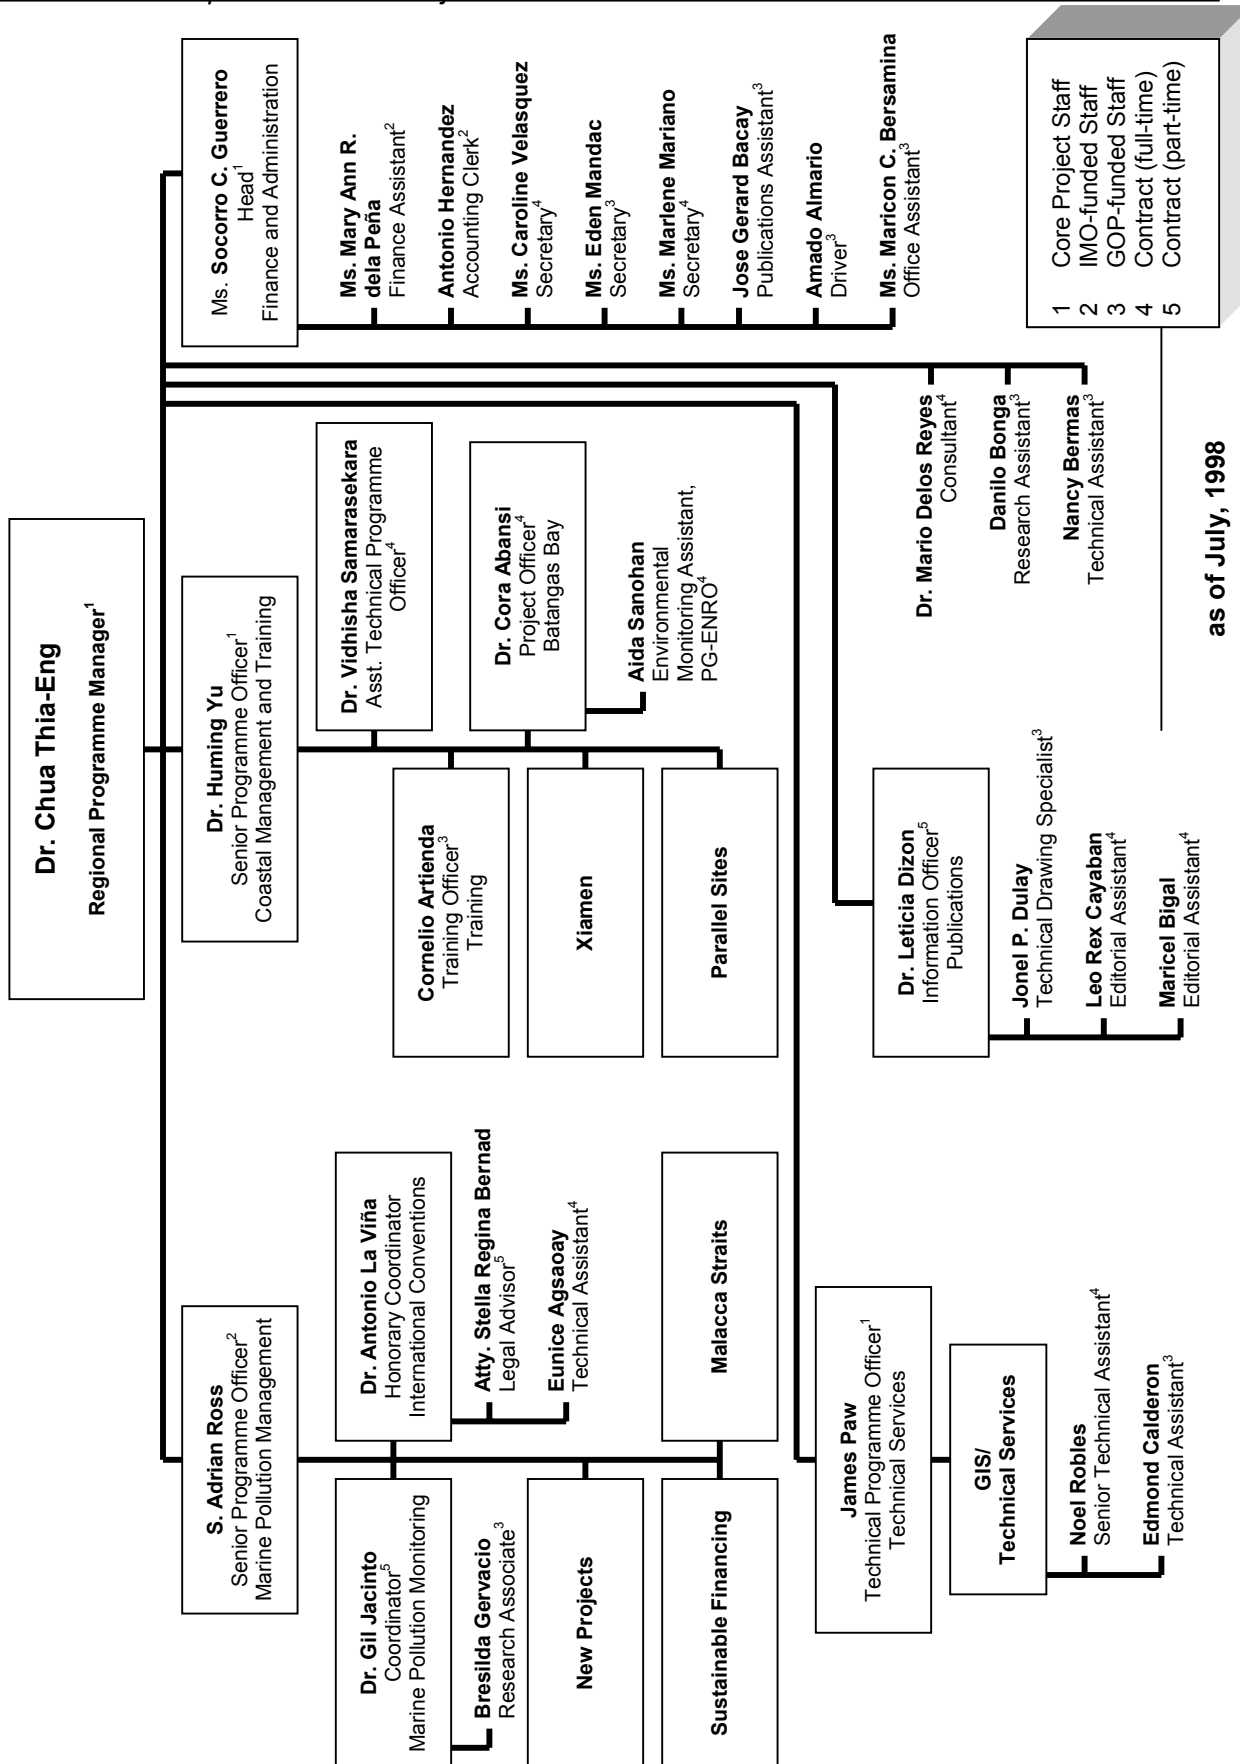 Dr. Chua Thia-Eng
Regional Programme Manager¹
S. Adrian Ross
Senior Programme Officer²
Marine Pollution Management
Dr. Huming Yu
Senior Programme Officer¹
Coastal Management and Training
Ms. Socorro C. Guerrero
Head¹
Finance and Administration
Dr. Gil Jacinto
Coordinator⁵
Marine Pollution Monitoring
Bresilda Gervacio
Research Associate³
New Projects
Sustainable Financing
Dr. Antonio La Viña
Honorary Coordinator
International Conventions
Atty. Stella Regina Bernad
Legal Advisor⁵
Eunice Agsaoay
Technical Assistant⁴
Malacca Straits
Cornelio Artienda
Training Officer³
Training
Xiamen
Parallel Sites
Dr. Vidhisha Samarasekara
Asst. Technical Programme
Officer⁴
Dr. Cora Abansi
Project Officer⁴
Batangas Bay
Aida Sanohan
Environmental
Monitoring Assistant,
PG-ENRO⁴
Ms. Mary Ann R.
dela Peña
Finance Assistant²
Antonio Hernandez
Accounting Clerk²
Ms. Caroline Velasquez
Secretary⁴
Ms. Eden Mandac
Secretary³
Ms. Marlene Mariano
Secretary⁴
Jose Gerard Bacay
Publications Assistant³
Amado Almario
Driver³
Ms. Maricon C. Bersamina
Office Assistant³
James Paw
Technical Programme Officer¹
Technical Services
GIS/
Technical Services
Noel Robles
Senior Technical Assistant⁴
Edmond Calderon
Technical Assistant³
Dr. Leticia Dizon
Information Officer⁵
Publications
Jonel P. Dulay
Technical Drawing Specialist³
Leo Rex Cayaban
Editorial Assistant⁴
Maricel Bigal
Editorial Assistant⁴
Dr. Mario Delos Reyes
Consultant⁴
Danilo Bonga
Research Assistant³
Nancy Bermas
Technical Assistant³
1 Core Project Staff
2 IMO-funded Staff
3 GOP-funded Staff
4 Contract (full-time)
5 Contract (part-time)
as of July, 1998